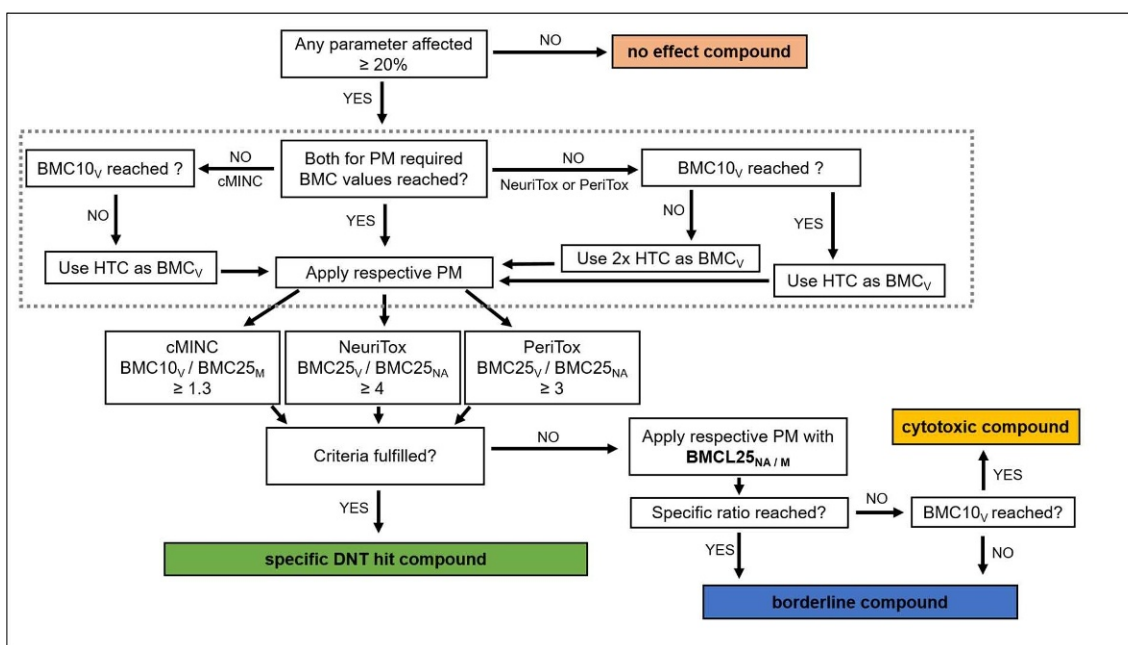 Any parameter affected
≥ 20%
NO
no effect compound
YES
BMC10V reached ?
NO
cMINC
Both for PM required
BMC values reached?
NO
NeuriTox or PeriTox
BMC10V reached ?
NO
YES
NO
YES
Use HTC as BMCV
Apply respective PM
Use 2x HTC as BMCV
Use HTC as BMCV
cMINC
BMC10V / BMC25M
≥ 1.3
NeuriTox
BMC25V / BMC25NA
≥ 4
PeriTox
BMC25V / BMC25NA
≥ 3
Criteria fulfilled?
NO
Apply respective PM with
BMCL25NA / M
cytotoxic compound
YES
YES
Specific ratio reached?
NO
BMC10V reached?
YES
NO
specific DNT hit compound
borderline compound